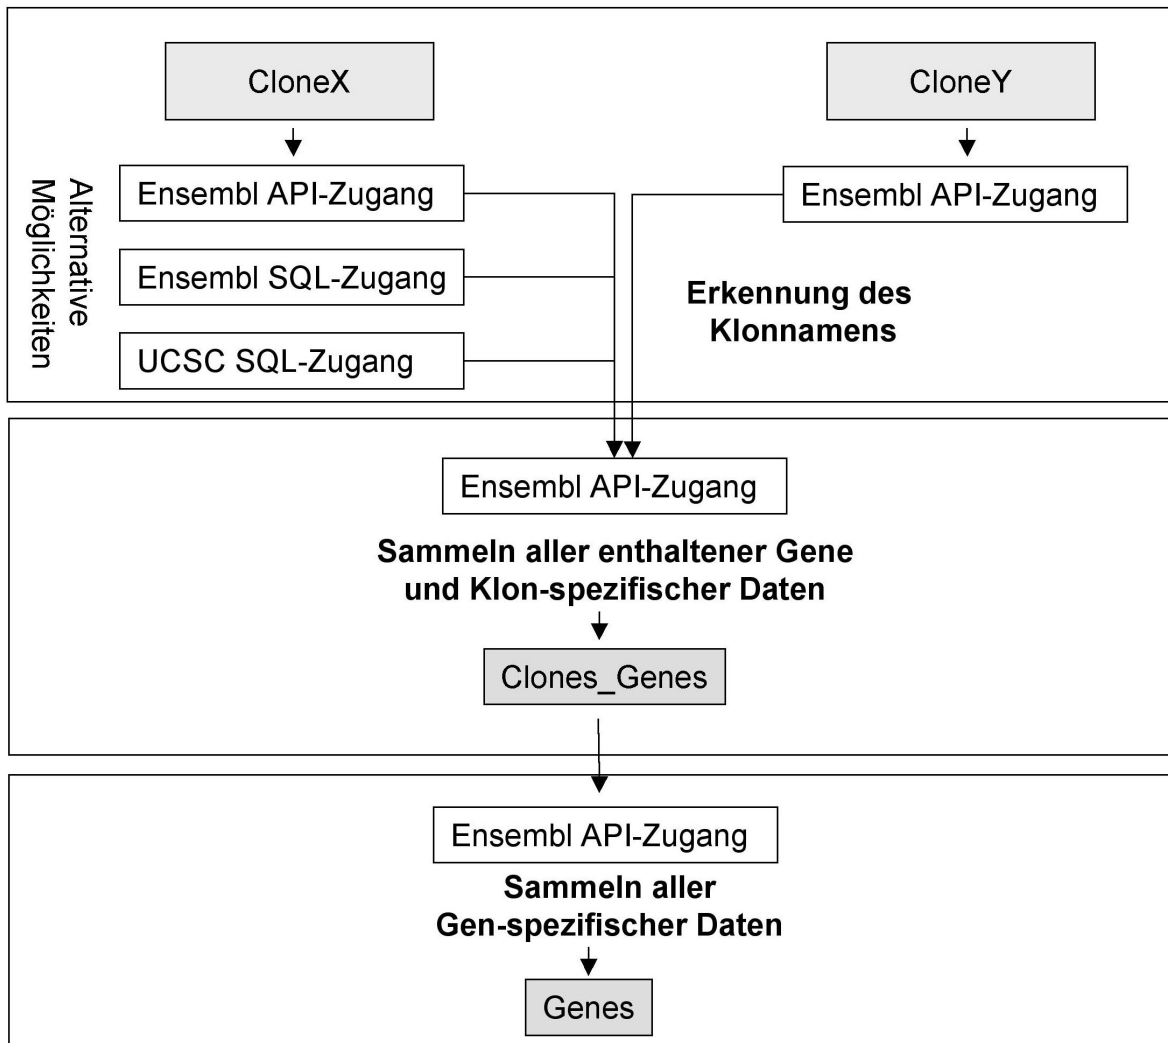 CloneX
CloneY
Alternative
Möglichkeiten
Ensembl API-Zugang
Ensembl API-Zugang
Ensembl SQL-Zugang
UCSC SQL-Zugang
Erkennung des
Klonnamens
Ensembl API-Zugang
Sammeln aller enthaltener Gene
und Klon-spezifischer Daten
Clones_Genes
Ensembl API-Zugang
Sammeln aller
Gen-spezifischer Daten
Genes